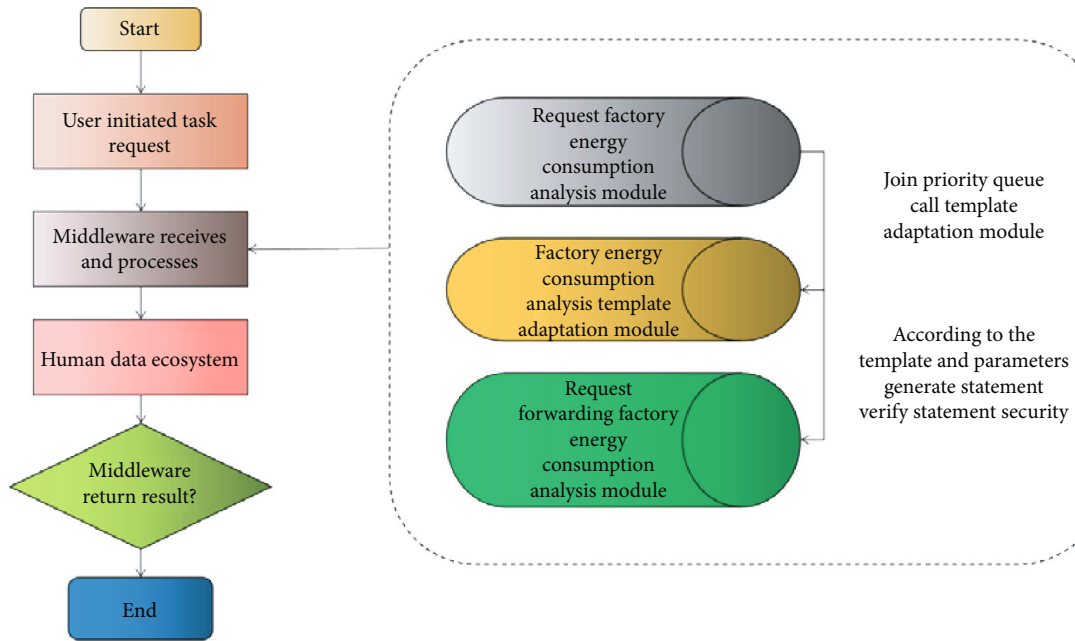 Start
User initiated task
request
Middleware receives
and processes
Human data ecosystem
Middleware
return result?
End
Request factory
energy
consumption
analysis module
Factory energy
consumption
analysis template
adaptation module
Request
forwarding factory
energy
consumption
analysis module
Join priority queue
call template
adaptation module
According to the
template and parameters
generate statement
verify statement security